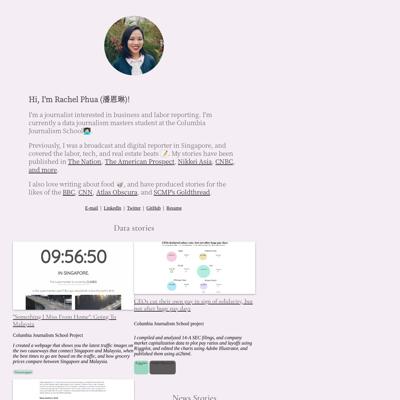 Hi, I'm Rachel Phua (潘恩琳)!
I'm a journalist interested in business and labor reporting. I'm
currently a data journalism masters student at the Columbia
Journalism School
Previously, I was a broadcast and digital reporter in Singapore, and
covered the labor, tech, and real estate beats. My stories have been
published in The Nation, The American Prospect, Nikkei Asia, CNBC,
and more.
I also love writing about food, and have produced stories for the
likes of the BBC, CNN, Atlas Obscura, and SCMP's Goldthread.
E-mail | LinkedIn | Twitter | GitHub | Resume
Data stories
09:56:50
IN SINGAPORE.
"Something I Miss From Home": Going To
Malaysia
Columbia Journalism School Project
I created a webpage that shows you the latest traffic images on
the two causeways that connect Singapore and Malaysia, when
the best times to go are based on the traffic, and how grocery
prices compare between Singapore and Malaysia.
CEOs cut their own pay in sign of solidarity, but
not after huge pay days
Columbia Journalism School project
I compiled and analyzed 14-A SEC filings, and company
market capitalization data to plot pay ratios and layoffs using
R/ggplot, and edited the charts using Adobe Illustrator, and
published them using ai2html.
News Stories